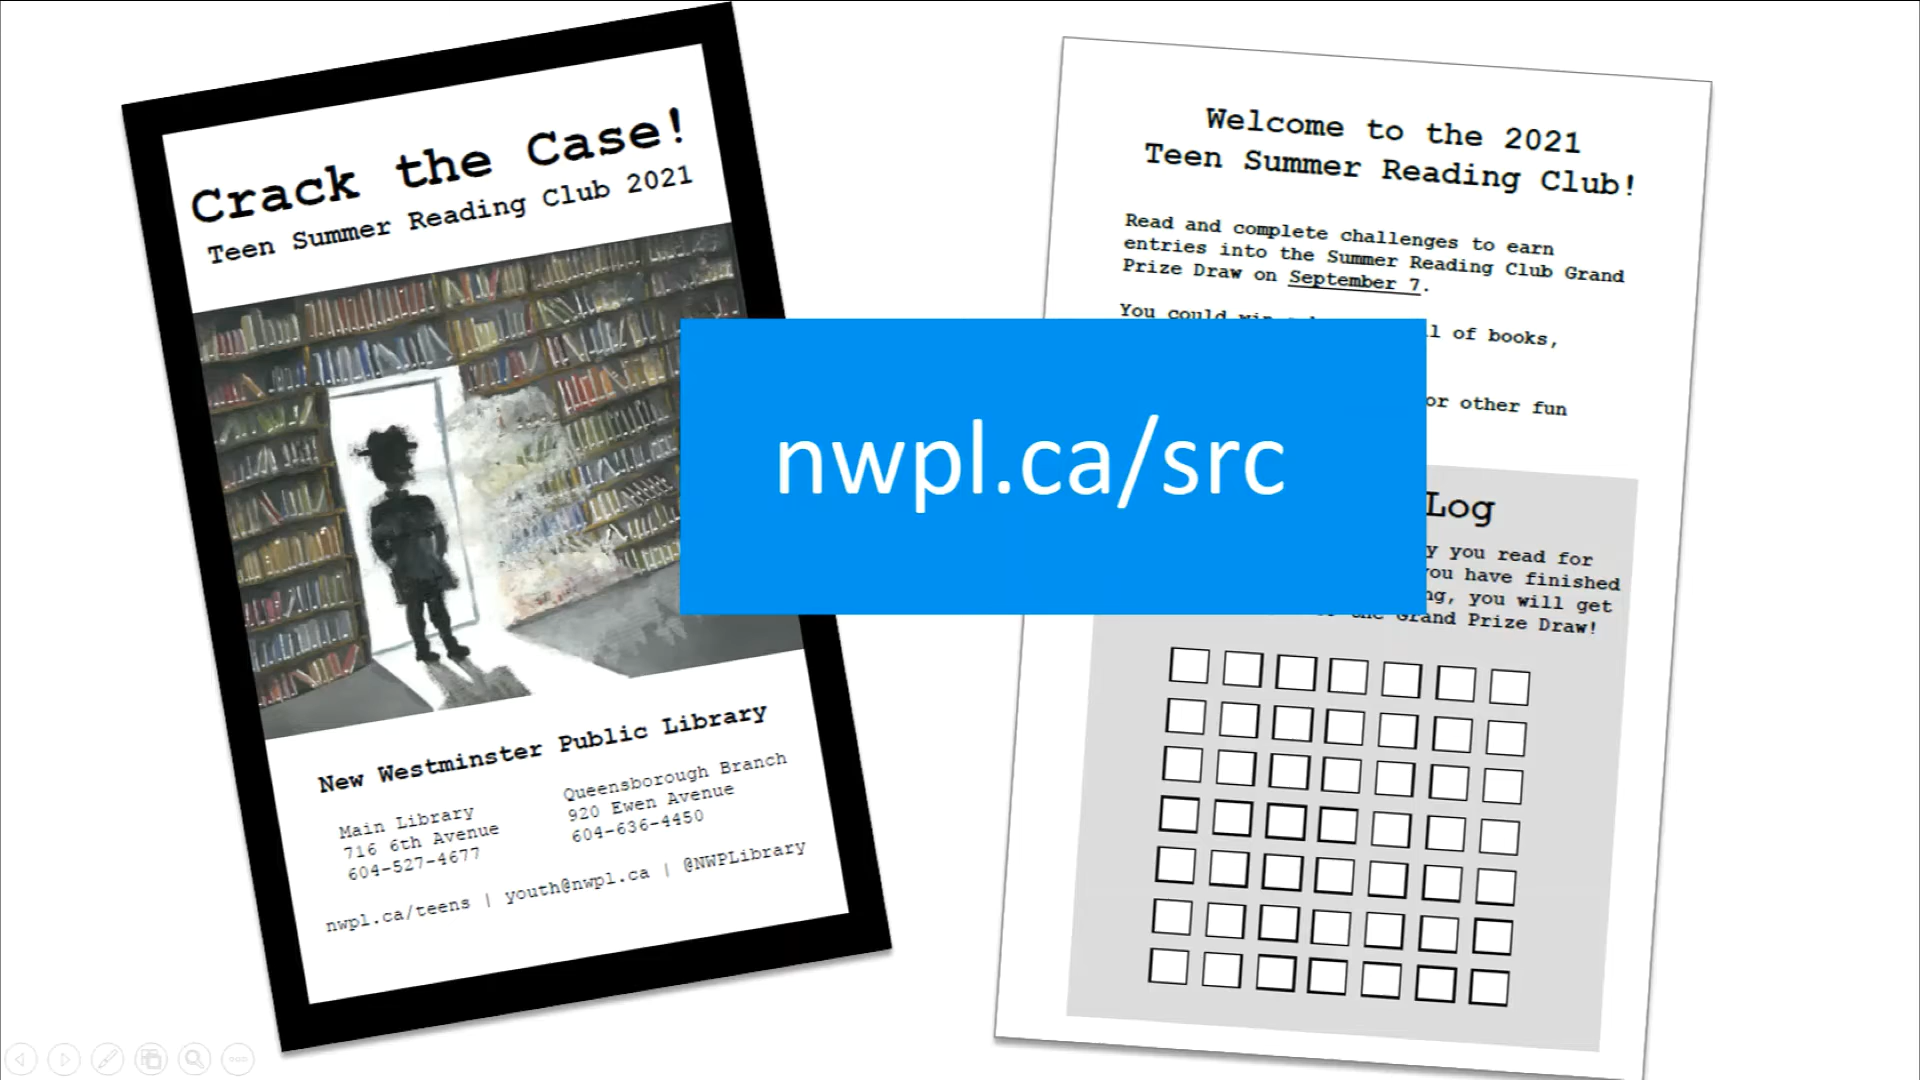 Crack the Case!
Teen Summer Reading Club 2021
New Westminster Public Library
Main Library
716 6th Avenue
604-527-4677
Queensborough Branch
920 Ewen Avenue
604-636-4450
nwpl.ca/teens | youth@nwpl.ca | @NWPLibrary
nwpl.ca/src
Welcome to the 2021
Teen Summer Reading Club!
Read and complete challenges to earn
entries into the Summer Reading Club Grand
Prize Draw on September 7.
You could win of books,
or other fun
Log
you read for
you have finished
you will get
the Grand Prize Draw!